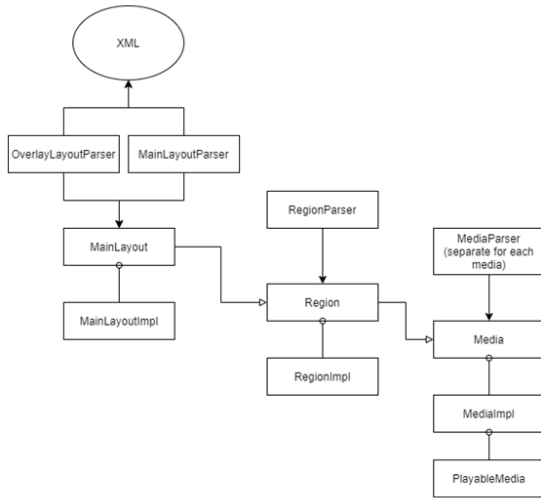 XML
OverlayLayoutParser
MainLayoutParser
RegionParser
MainLayout
MediaParser
(separate for each
media)
Region
MainLayoutImpl
Media
RegionImpl
MediaImpl
PlayableMedia